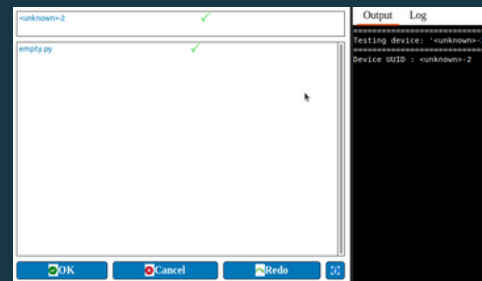 <unknown>-2
empty.py
OK
Cancel
Redo
Output
Log
Testing device: '<unknown>-
Device UUID : <unknown>-2